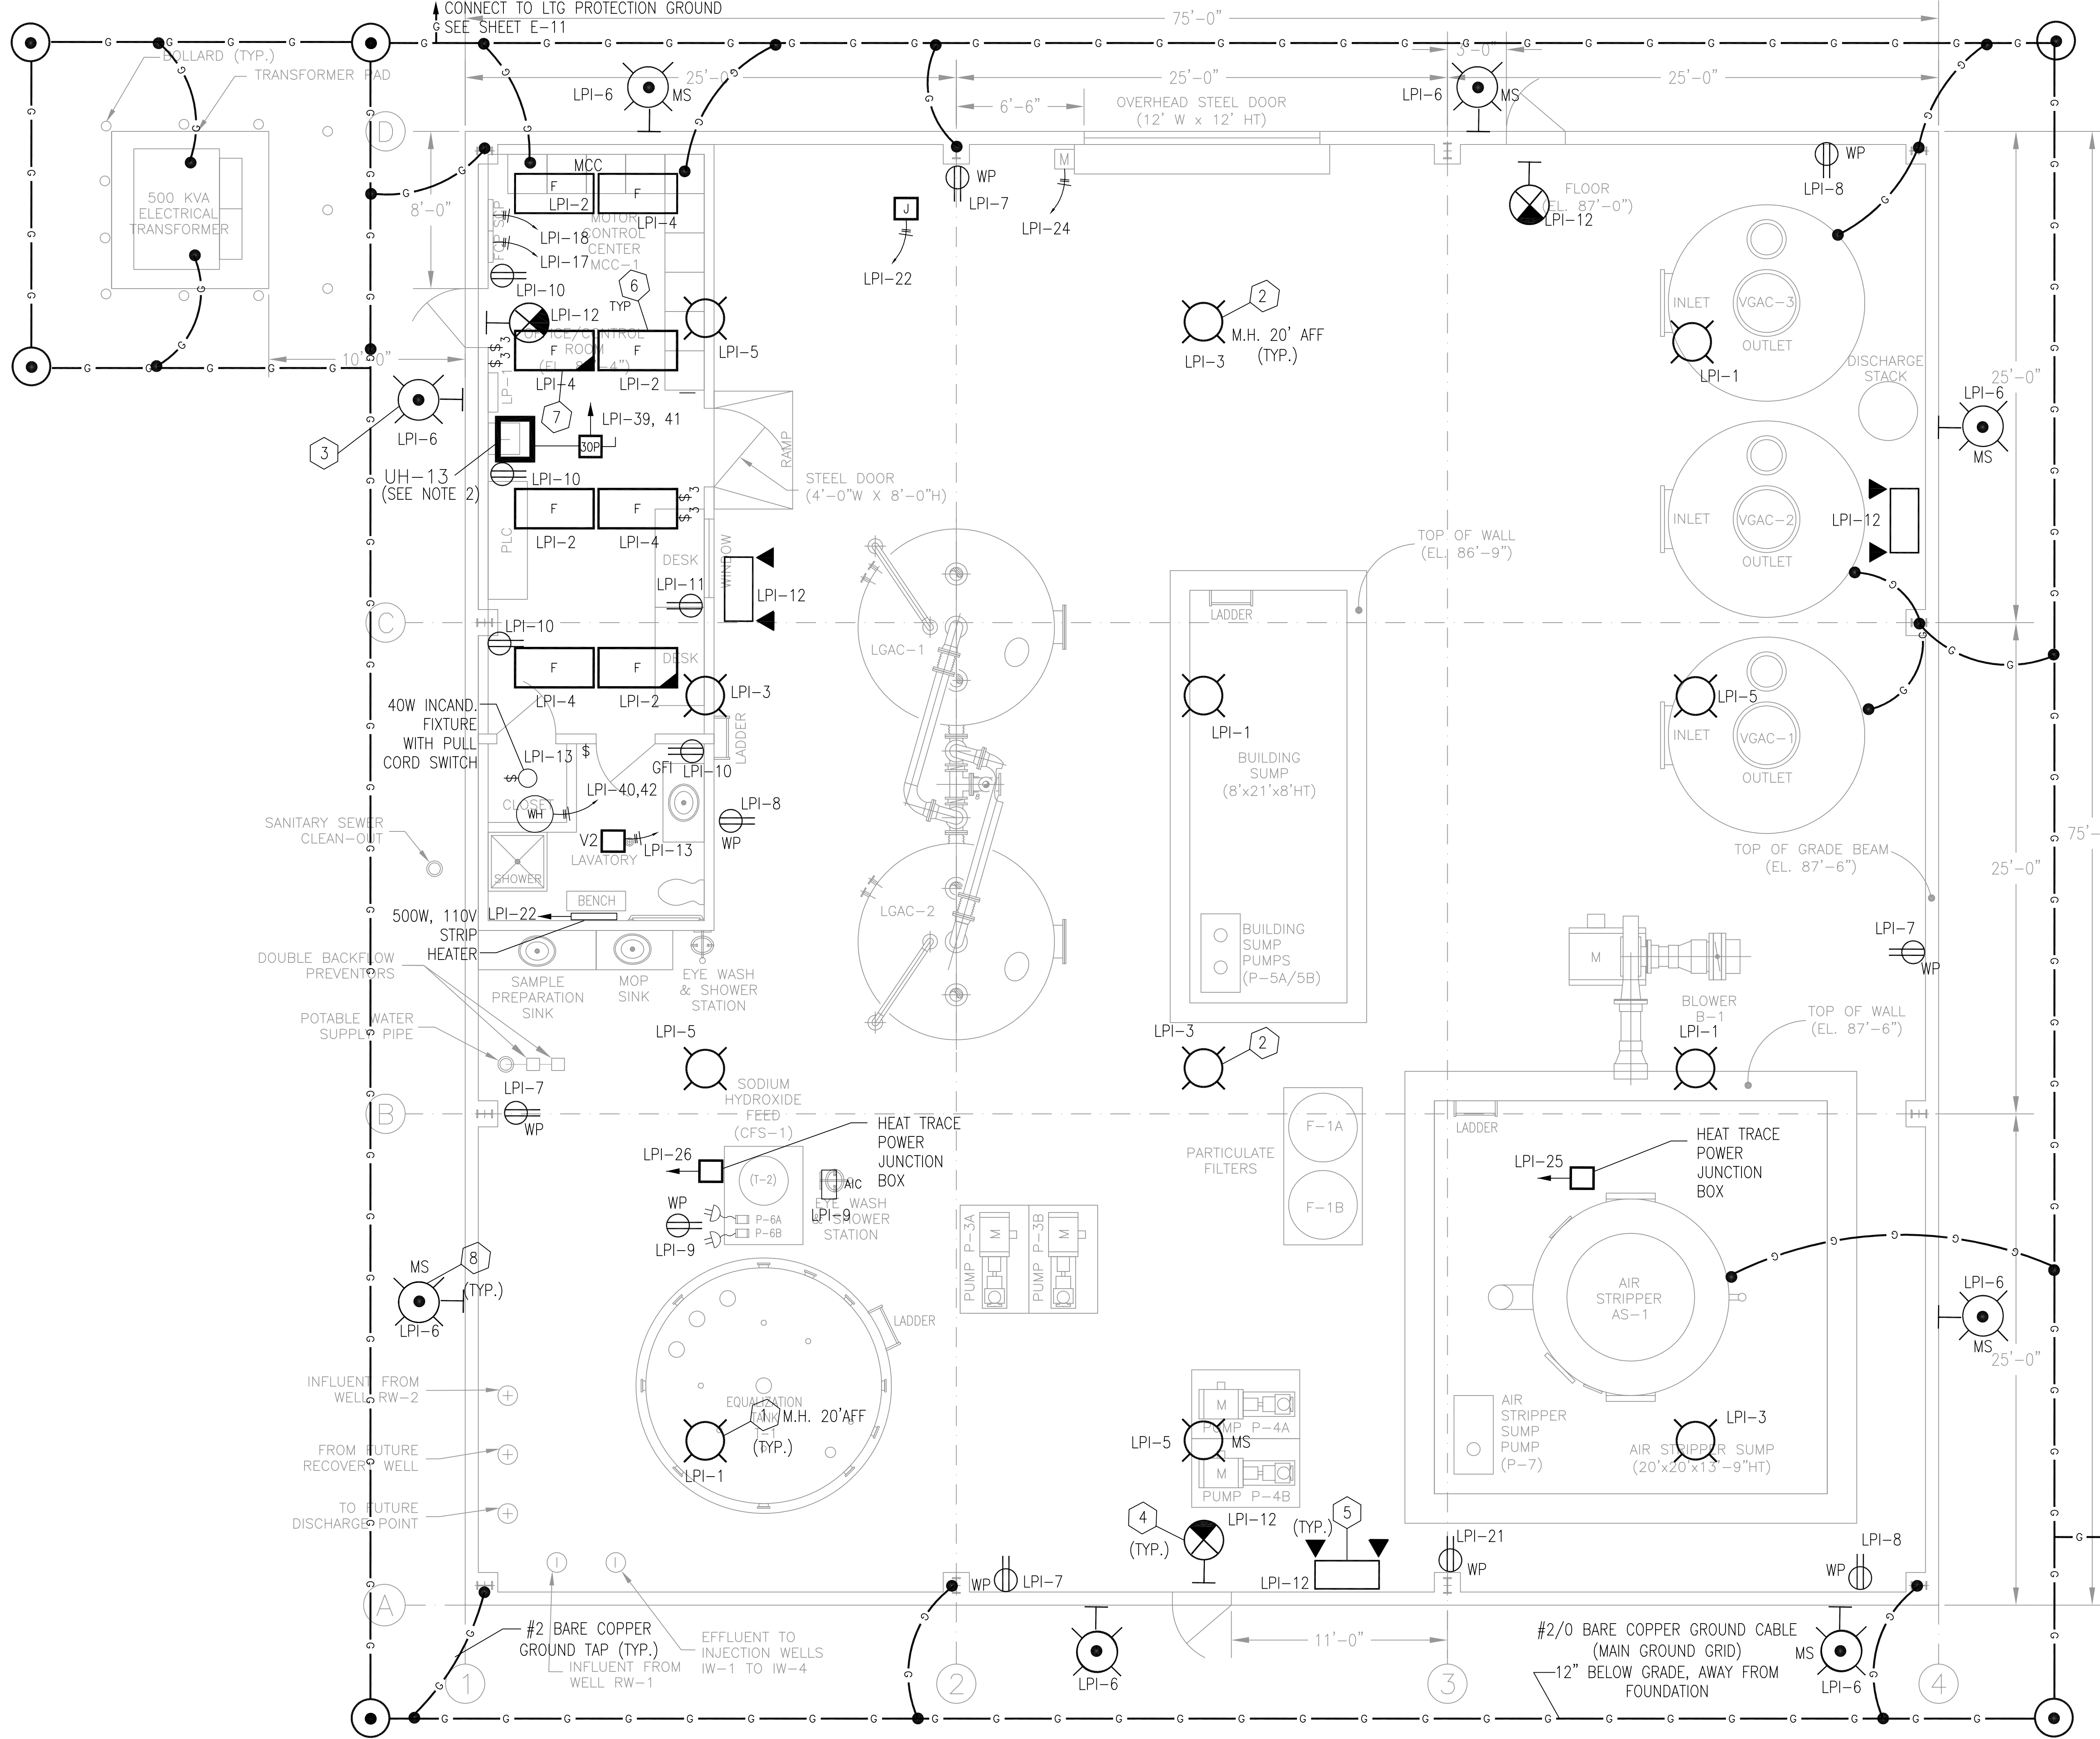 CONNECT TO LTG PROTECTION GROUND
SEE SHEET E-11
75'-0"
BOLLARD (TYP.)
TRANSFORMER PAD
25'-0"
25'-0"
3'-0"
25'-0"
LPI-6
MS
LPI-6
MS
6'-6"
OVERHEAD STEEL DOOR
(12' W x 12' HT)
D
500 KVA
ELECTRICAL
TRANSFORMER
8'-0"
MCC
F
F
LPI-2
LPI-4
MOTOR
CONTROL
CENTER
MCC-1
LPI-18
LPI-17
LPI-10
WP
LPI-7
M
LPI-24
J
LPI-22
FLOOR
(EL. 87'-0")
LPI-12
WP
LPI-8
6
TYP
LPI-12
OFFICE/CONTROL
ROOM
F
F
LPI-4
LPI-2
LPI-5
2
M.H. 20' AFF
(TYP.)
LPI-3
INLET
VGAC-3
OUTLET
LPI-1
DISCHARGE
STACK
25'-0"
10'-0"
LP-1
7
LPI-39, 41
30P
3
LPI-6
UH-13
(SEE NOTE 2)
LPI-10
RAMP
STEEL DOOR
(4'-0"W X 8'-0"H)
LPI-6
MS
F
F
LPI-2
LPI-4
PLC
DESK
WINDOW
LPI-11
LPI-12
TOP OF WALL
(EL. 86'-9")
INLET
VGAC-2
OUTLET
LPI-12
C
LPI-10
F
F
DESK
LPI-4
LPI-2
LPI-3
LADDER
LGAC-1
LADDER
LPI-1
LPI-5
INLET
VGAC-1
OUTLET
40W INCAND.
FIXTURE
WITH PULL
CORD SWITCH
LPI-13
$
GFI
LPI-10
LPI-40,42
CLOSET
WH
V2
LPI-13
LAVATORY
SHOWER
BENCH
LPI-8
WP
BUILDING
SUMP
(8'x21'x8'HT)
SANITARY SEWER
CLEAN-OUT
TOP OF GRADE BEAM
(EL. 87'-6")
25'-0"
75'-
500W, 110V
STRIP
HEATER
LPI-22
LGAC-2
BUILDING
SUMP
PUMPS
(P-5A/5B)
M
BLOWER
B-1
LPI-7
WP
DOUBLE BACKFLOW
PREVENTORS
SAMPLE
PREPARATION
SINK
MOP
SINK
EYE WASH
& SHOWER
STATION
POTABLE WATER
SUPPLY PIPE
LPI-5
LPI-3
2
LPI-1
TOP OF WALL
(EL. 87'-6")
B
LPI-7
WP
SODIUM
HYDROXIDE
FEED
(CFS-1)
LPI-26
HEAT TRACE
POWER
JUNCTION
BOX
(T-2)
P-6A
P-6B
WP
LPI-9
AIC
LPI-9
EYE WASH
& SHOWER
STATION
PARTICULATE
FILTERS
F-1A
F-1B
LADDER
LPI-25
HEAT TRACE
POWER
JUNCTION
BOX
8
MS
(TYP.)
LPI-6
PUMP P-3A
M
PUMP P-3B
M
AIR
STRIPPER
AS-1
LPI-6
MS
25'-0"
LADDER
INFLUENT FROM
WELL RW-2
FROM FUTURE
RECOVERY WELL
TO FUTURE
DISCHARGE POINT
EQUALIZATION
TANK
1
M.H. 20'AFF
(TYP.)
LPI-1
M
PUMP P-4A
LPI-5
MS
M
PUMP P-4B
AIR
STRIPPER
SUMP
PUMP
(P-7)
LPI-3
AIR STRIPPER SUMP
(20'x20'x13'-9"HT)
4
(TYP.)
LPI-12
(TYP.)
5
LPI-12
LPI-21
WP
LPI-8
WP
WP
LPI-7
A
#2 BARE COPPER
GROUND TAP (TYP.)
INFLUENT FROM
WELL RW-1
EFFLUENT TO
INJECTION WELLS
IW-1 TO IW-4
LPI-6
11'-0"
#2/0 BARE COPPER GROUND CABLE
(MAIN GROUND GRID)
12" BELOW GRADE, AWAY FROM
FOUNDATION
MS
LPI-6
1
2
3
4